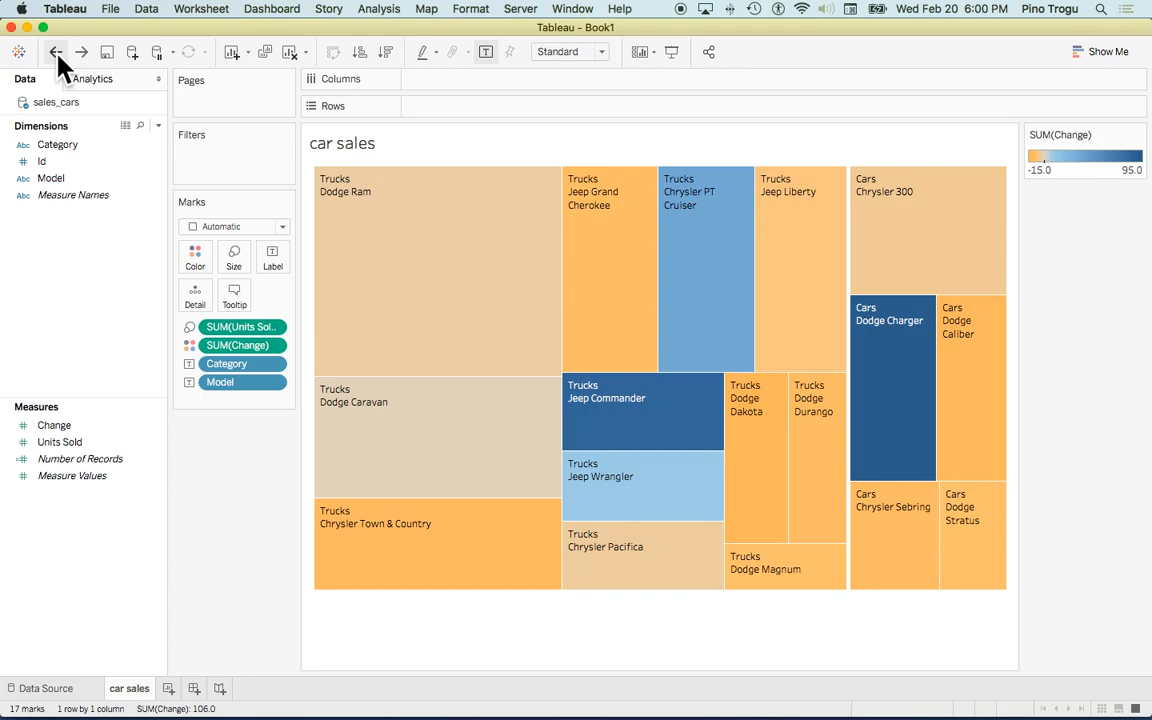 Tableau File Data Worksheet Dashboard Story Analysis Map Format Server Window Help Wed Feb 20 6:00 PM Pino Trogu
Tableau - Book1
Standard Show Me
Data Analytics
Pages
Columns
sales_cars
Rows
Dimensions
Filters
car sales
SUM(Change)
-15.0 95.0
Abc Category
Id
Abc Model
Abc Measure Names
Marks
Automatic
Color Size Label
Detail Tooltip
SUM(Units Sol..
SUM(Change)
Category
Model
Measures
Change
Units Sold
Number of Records
Measure Values
Trucks
Dodge Ram
Trucks
Jeep Grand
Cherokee
Trucks
Chrysler PT
Cruiser
Trucks
Jeep Liberty
Cars
Chrysler 300
Cars
Dodge Charger
Cars
Dodge
Caliber
Trucks
Dodge Caravan
Trucks
Jeep Commander
Trucks
Dodge
Dakota
Trucks
Dodge
Durango
Trucks
Jeep Wrangler
Cars
Chrysler Sebring
Cars
Dodge
Stratus
Trucks
Chrysler Town & Country
Trucks
Chrysler Pacifica
Trucks
Dodge Magnum
Data Source car sales
17 marks 1 row by 1 column SUM(Change): 106.0